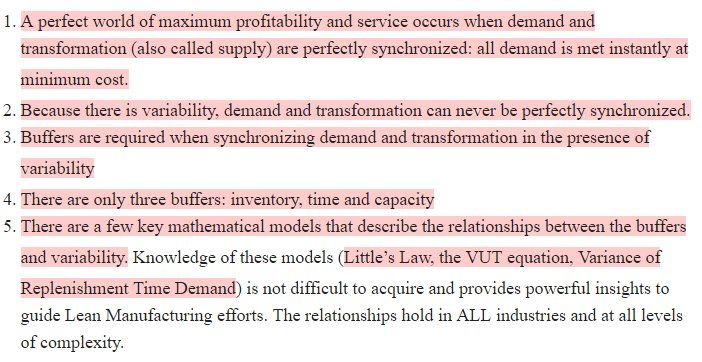 1. A perfect world of maximum profitability and service occurs when demand and
transformation (also called supply) are perfectly synchronized: all demand is met instantly at
minimum cost.
2. Because there is variability, demand and transformation can never be perfectly synchronized.
3. Buffers are required when synchronizing demand and transformation in the presence of
variability
4. There are only three buffers: inventory, time and capacity
5. There are a few key mathematical models that describe the relationships between the buffers
and variability. Knowledge of these models (Little's Law, the VUT equation, Variance of
Replenishment Time Demand) is not difficult to acquire and provides powerful insights to
guide Lean Manufacturing efforts. The relationships hold in ALL industries and at all levels
of complexity.